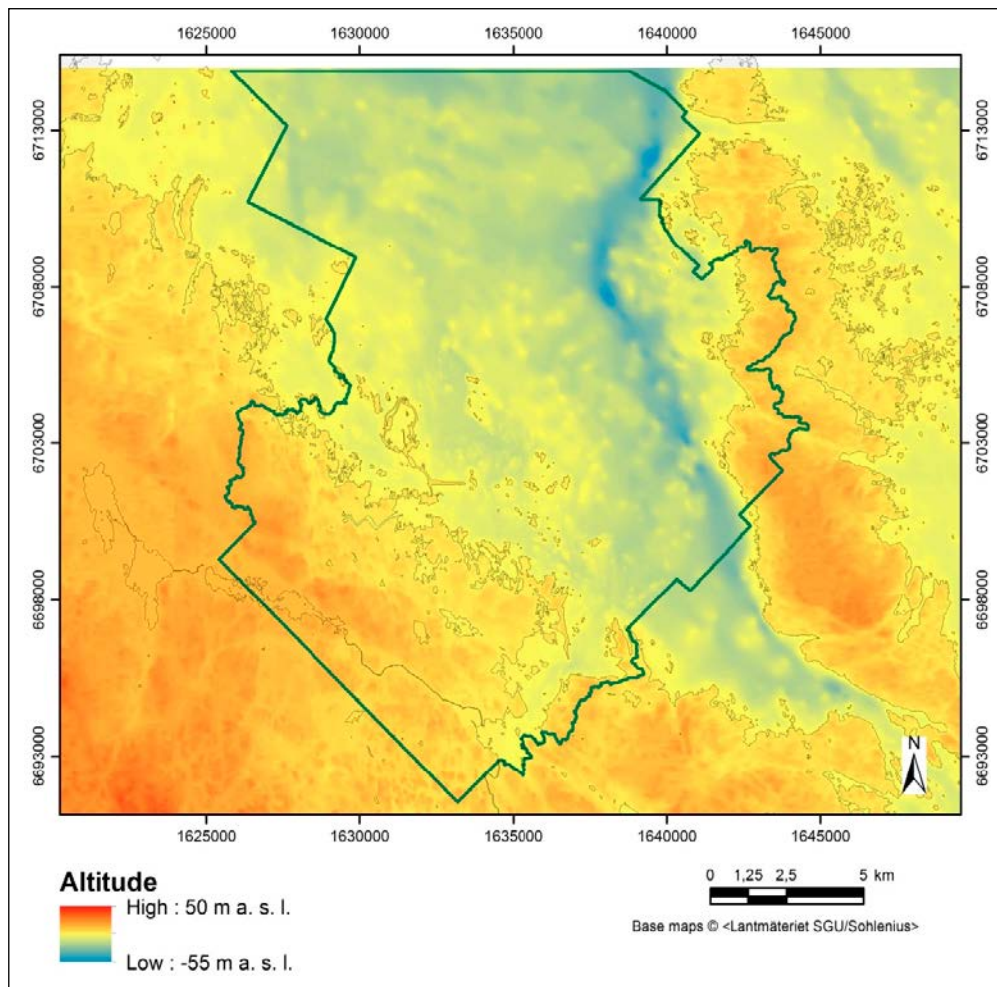 1625000 1630000 1635000 1640000 1645000
6713000 6713000
6708000 6708000
6703000 6703000
6698000 6698000
6693000 6693000
N
1625000 1630000 1635000 1640000 1645000
Altitude
High : 50 m a. s. l.
Low : -55 m a. s. l.
0 1,25 2,5 5 km
Base maps © <Lantmäteriet SGU/Sohlenius>